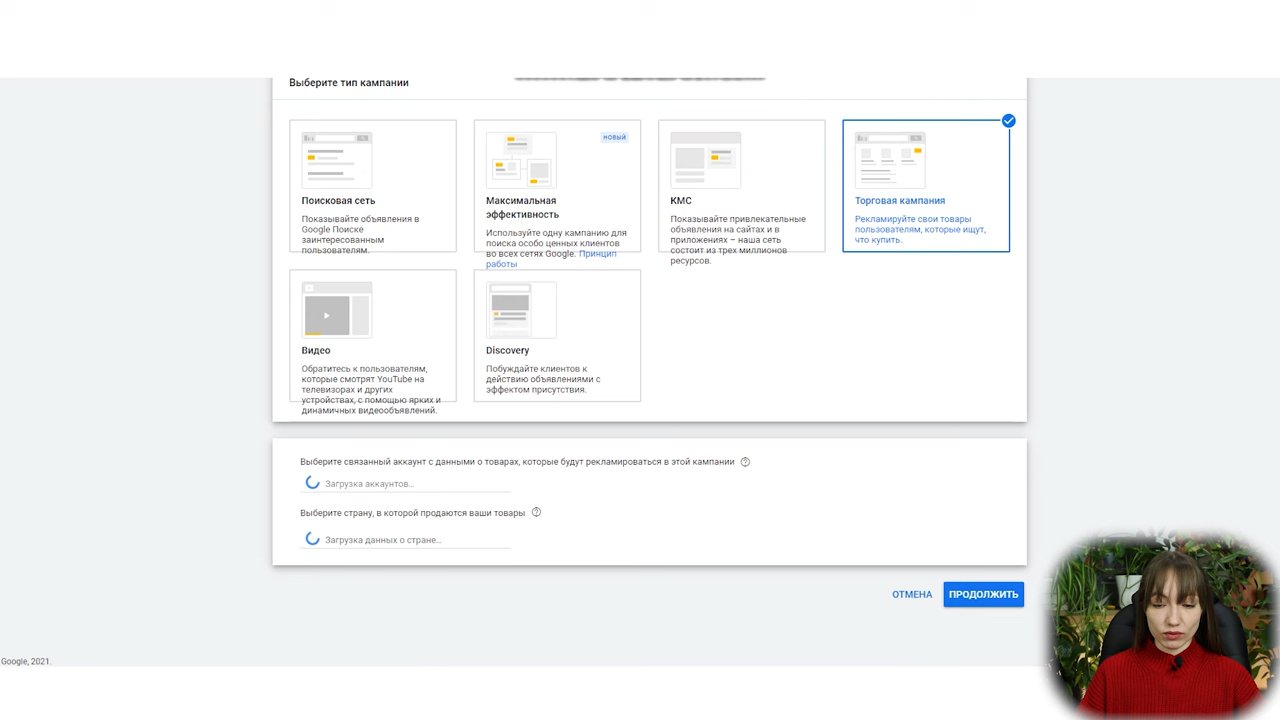 Выберите тип кампании
НОВЫЙ
Поисковая сеть
Показывайте объявления в
Google Поиске
заинтересованным
пользователям.
Максимальная
эффективность
Используйте одну кампанию для
поиска особо ценных клиентов
во всех сетях Google. Принцип
работы
КМС
Показывайте привлекательные
объявления на сайтах и в
приложениях – наша сеть
состоит из трех миллионов
ресурсов.
Торговая кампания
Рекламируйте свои товары
пользователям, которые ищут,
что купить.
Видео
Обратитесь к пользователям,
которые смотрят YouTube на
телевизорах и других
устройствах, с помощью ярких и
динамичных видеообъявлений.
Discovery
Побуждайте клиентов к
действию объявлениями с
эффектом присутствия.
Выберите связанный аккаунт с данными о товарах, которые будут рекламироваться в этой кампании
Загрузка аккаунтов...
Выберите страну, в которой продаются ваши товары
Загрузка данных о стране...
ОТМЕНА ПРОДОЛЖИТЬ
Google, 2021.